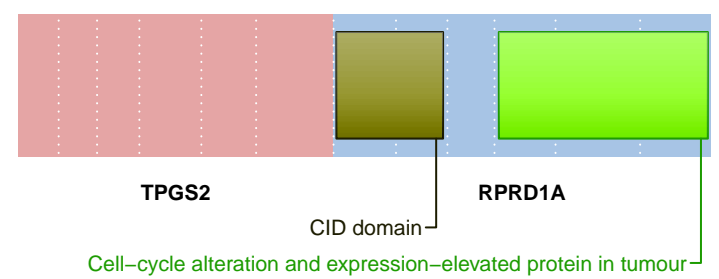 TPGS2 RPRD1A
CID domain
Cell−cycle alteration and expression−elevated protein in tumour